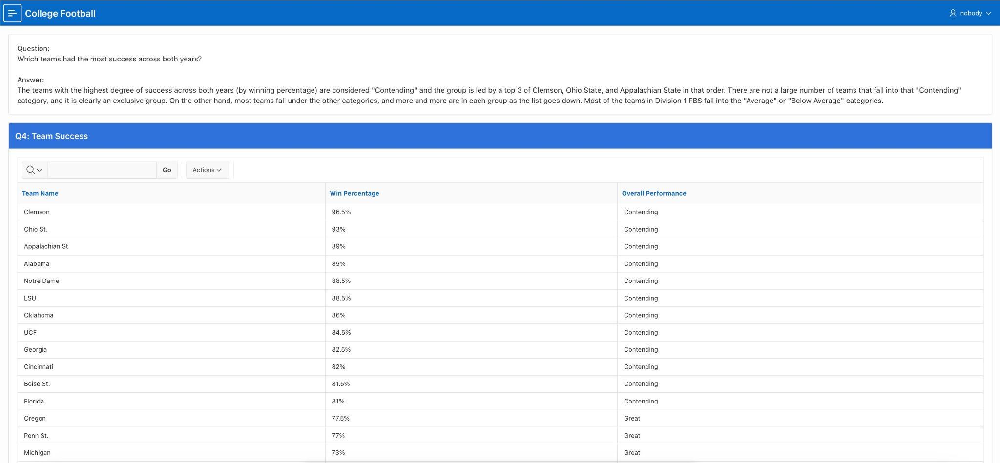 College Football
nobody
Question:
Which teams had the most success across both years?
Answer:
The teams with the highest degree of success across both years (by winning percentage) are considered "Contending" and the group is led by a top 3 of Clemson, Ohio State, and Appalachian State in that order. There are not a large number of teams that fall into that "Contending"
category, and it is clearly an exclusive group. On the other hand, most teams fall under the other categories, and more and more are in each group as the list goes down. Most of the teams in Division 1 FBS fall into the "Average" or "Below Average" categories.
Q4: Team Success
Go Actions
Team Name Win Percentage Overall Performance
Clemson 96.5% Contending
Ohio St. 93% Contending
Appalachian St. 89% Contending
Alabama 89% Contending
Notre Dame 88.5% Contending
LSU 88.5% Contending
Oklahoma 86% Contending
UCF 84.5% Contending
Georgia 82.5% Contending
Cincinnati 82% Contending
Boise St. 81.5% Contending
Florida 81% Contending
Oregon 77.5% Great
Penn St. 77% Great
Michigan 73% Great